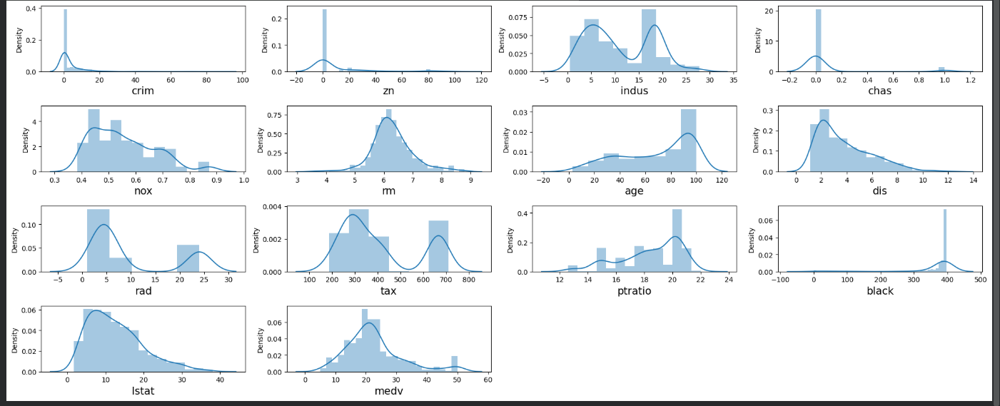 0.4
0.2
0.0
Density
0 20 40 60 80 100
crim
0.2
0.1
0.0
Density
−20 0 20 40 60 80 100 120
zn
0.075
0.050
0.025
0.000
Density
−5 0 5 10 15 20 25 30 35
indus
20
10
0
Density
−0.2 0.0 0.2 0.4 0.6 0.8 1.0 1.2
chas
4
2
0
Density
0.3 0.4 0.5 0.6 0.7 0.8 0.9 1.0
nox
0.75
0.50
0.25
0.00
Density
3 4 5 6 7 8 9
rm
0.03
0.02
0.01
0.00
Density
−20 0 20 40 60 80 100 120
age
0.3
0.2
0.1
0.0
Density
0 2 4 6 8 10 12 14
dis
0.10
0.05
0.00
Density
−5 0 5 10 15 20 25 30
rad
0.004
0.002
0.000
Density
100 200 300 400 500 600 700 800
tax
0.4
0.2
0.0
Density
12 14 16 18 20 22 24
ptratio
0.06
0.04
0.02
0.00
Density
−100 0 100 200 300 400 500
black
0.06
0.04
0.02
0.00
Density
0 10 20 30 40
lstat
0.06
0.04
0.02
0.00
Density
0 10 20 30 40 50 60
medv